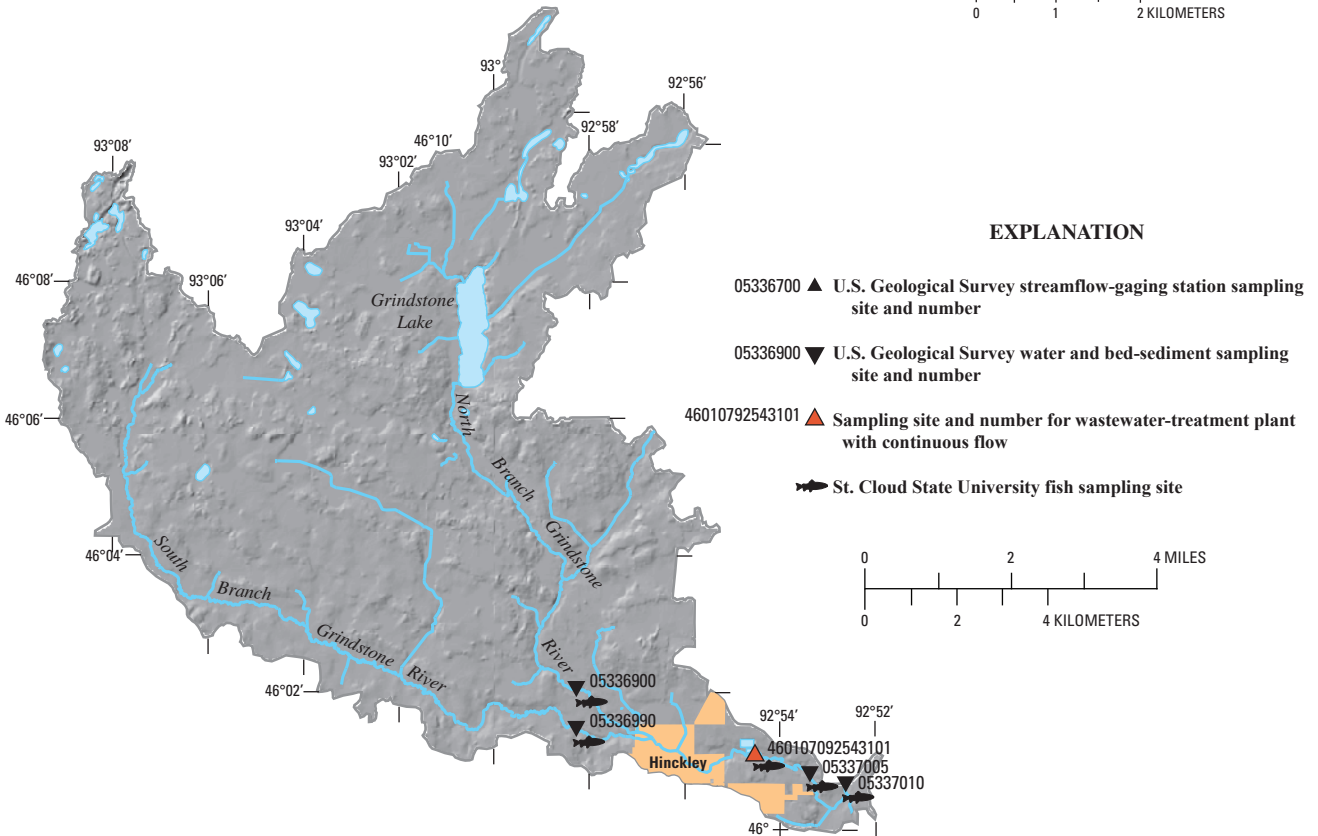 0 1 2 KILOMETERS
93°
92°56′
92°58′
46°10′
93°08′
93°02′
93°04′
46°08′
93°06′
Grindstone
Lake
46°06′
North
Branch
Grindstone
River
46°04′
South
Branch
Grindstone
River
46°02′
05336900
05336990
Hinckley
92°54′
92°52′
460107092543101
05337005
05337010
46°
EXPLANATION
05336700 U.S. Geological Survey streamflow-gaging station sampling
site and number
05336900 U.S. Geological Survey water and bed-sediment sampling
site and number
46010792543101 Sampling site and number for wastewater-treatment plant
with continuous flow
St. Cloud State University fish sampling site
0 2 4 MILES
0 2 4 KILOMETERS